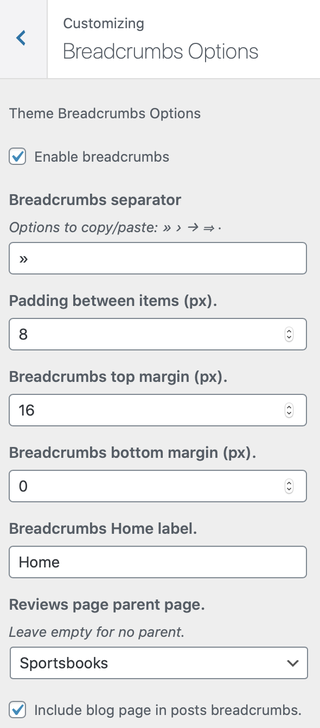 Customizing
Breadcrumbs Options
Theme Breadcrumbs Options
Enable breadcrumbs
Breadcrumbs separator
Options to copy/paste: » › → ⇒ ·
»
Padding between items (px).
8
Breadcrumbs top margin (px).
16
Breadcrumbs bottom margin (px).
0
Breadcrumbs Home label.
Home
Reviews page parent page.
Leave empty for no parent.
Sportsbooks
Include blog page in posts breadcrumbs.